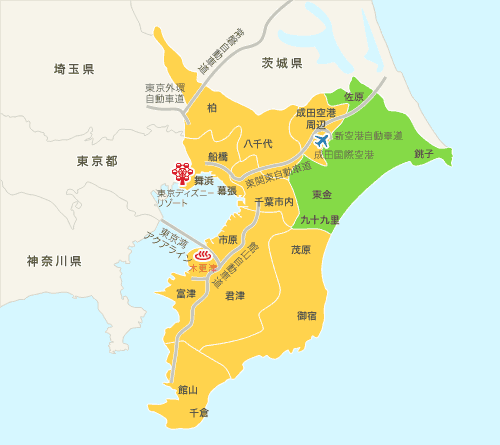 常磐自動車道
埼玉県
茨城県
東京外環
自動車道
柏
佐原
成田空港
周辺
新空港自動車道
八千代
成田国際空港
銚子
船橋
東京都
東関東自動車道
舞浜
幕張
東京ディズニー
リゾート
千葉市内
東金
九十九里
東京湾
アクアライン
市原
館山自動車道
茂原
神奈川県
木更津
富津
君津
御宿
館山
千倉